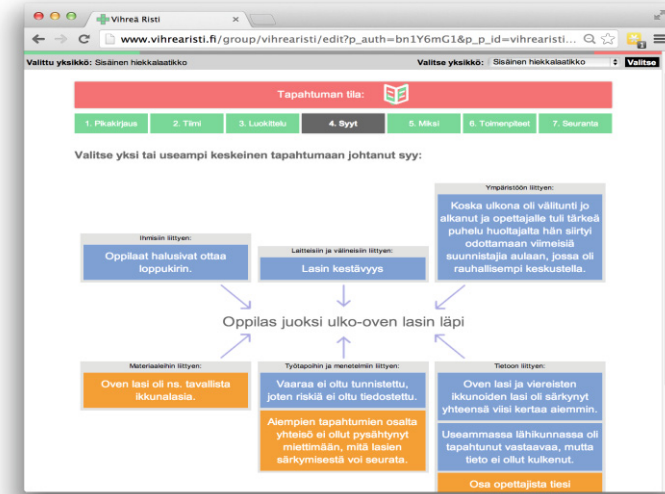 Vihreä Risti
www.vihrearisti.fi/group/vihrearisti/edit?p_auth=bn1Y6mG1&p_p_id=vihrearisti...
Valittu yksikkö: Sisäinen hiekkalaatikko
Valitse yksikkö: Sisäinen hiekkalaatikko Valitse
Tapahtuman tila:
1. Pikakirjaus
2. Tiimi
3. Luokittelu
4. Syyt
5. Miksi
6. Toimenpiteet
7. Seuranta
Valitse yksi tai useampi keskeinen tapahtumaan johtanut syy:
Ihmisiin liittyen:
Oppilaat halusivat ottaa
loppukirin.
Laitteisiin ja välineisiin liittyen:
Lasin kestävyys
Ympäristöön liittyen:
Koska ulkona oli välitunti jo
alkanut ja opettajalle tuli tärkeä
puhelu huoltajalta hän siirtyi
odottamaan viimeisiä
suunnistajia aulaan, jossa oli
rauhallisempi keskustella.
Oppilas juoksi ulko-oven lasin läpi
Materiaaleihin liittyen:
Oven lasi oli ns. tavallista
ikkunalasia.
Työtapoihin ja menetelmiin liittyen:
Vaaraa ei oltu tunnistettu,
joten riskiä ei oltu tiedostettu.
Aiempien tapahtumien osalta
yhteisö ei ollut pysähtynyt
miettimään, mitä lasien
särkymisestä voi seurata.
Tietoon liittyen:
Oven lasi ja viereisten
ikkunoiden lasi oli särkynyt
yhteensä viisi kertaa aiemmin.
Useammassa lähikunnassa oli
tapahtunut vastaavaa, mutta
tieto ei ollut kulkenut.
Osa opettajista tiesi